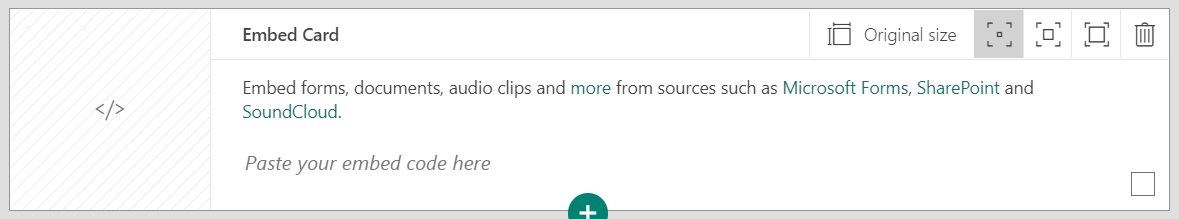 Embed Card
Original size
Embed forms, documents, audio clips and more from sources such as Microsoft Forms, SharePoint and
SoundCloud.
</>
Paste your embed code here